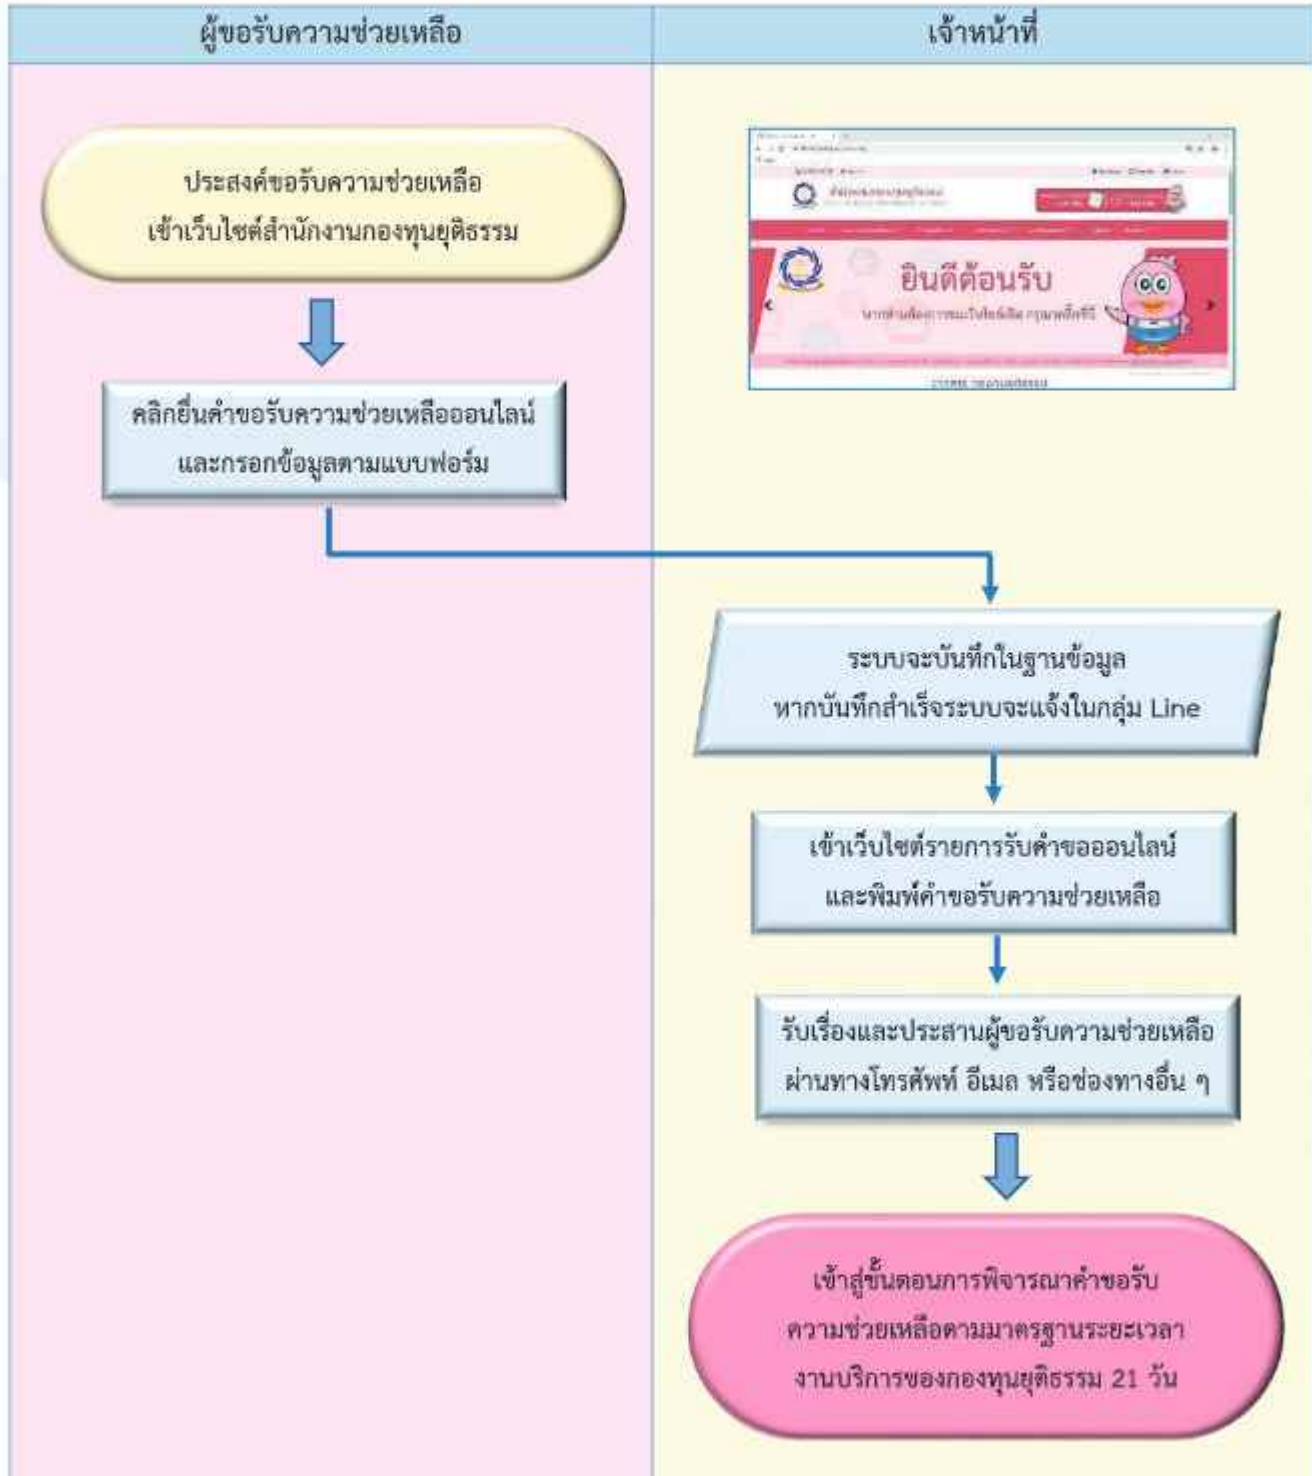 ผู้ขอรับความช่วยเหลือ
เจ้าหน้าที่
ประสงค์ขอรับความช่วยเหลือ
เข้าเว็บไซต์สำนักงานกองทุนยุติธรรม
ยินดีต้อนรับ
คลิกยื่นคำขอรับความช่วยเหลือออนไลน์
และกรอกข้อมูลตามแบบฟอร์ม
ระบบจะบันทึกในฐานข้อมูล
หากบันทึกสำเร็จระบบจะแจ้งในกลุ่ม Line
เข้าเว็บไซต์รายการรับคำขอออนไลน์
และพิมพ์คำขอรับความช่วยเหลือ
รับเรื่องและประสานผู้ขอรับความช่วยเหลือ
ผ่านทางโทรศัพท์ อีเมล หรือช่องทางอื่น ๆ
เข้าสู่ขั้นตอนการพิจารณาคำขอรับ
ความช่วยเหลือตามมาตรฐานระยะเวลา
งานบริการของกองทุนยุติธรรม 21 วัน